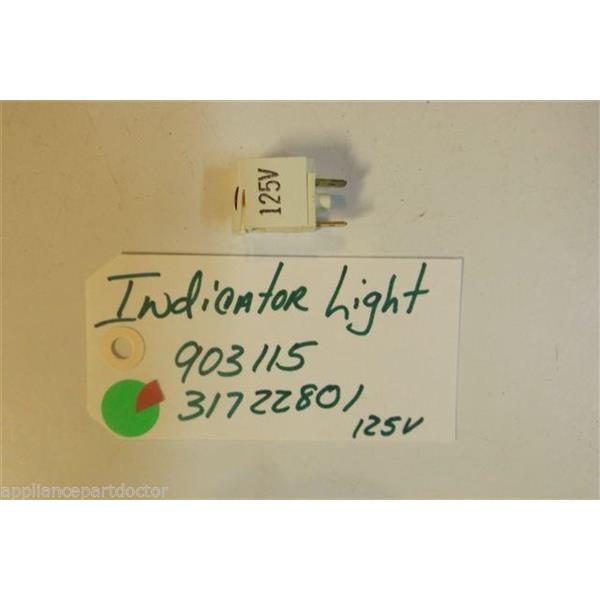 125V
Indicator Light
903115
31722801
125V
appliancepartdoctor